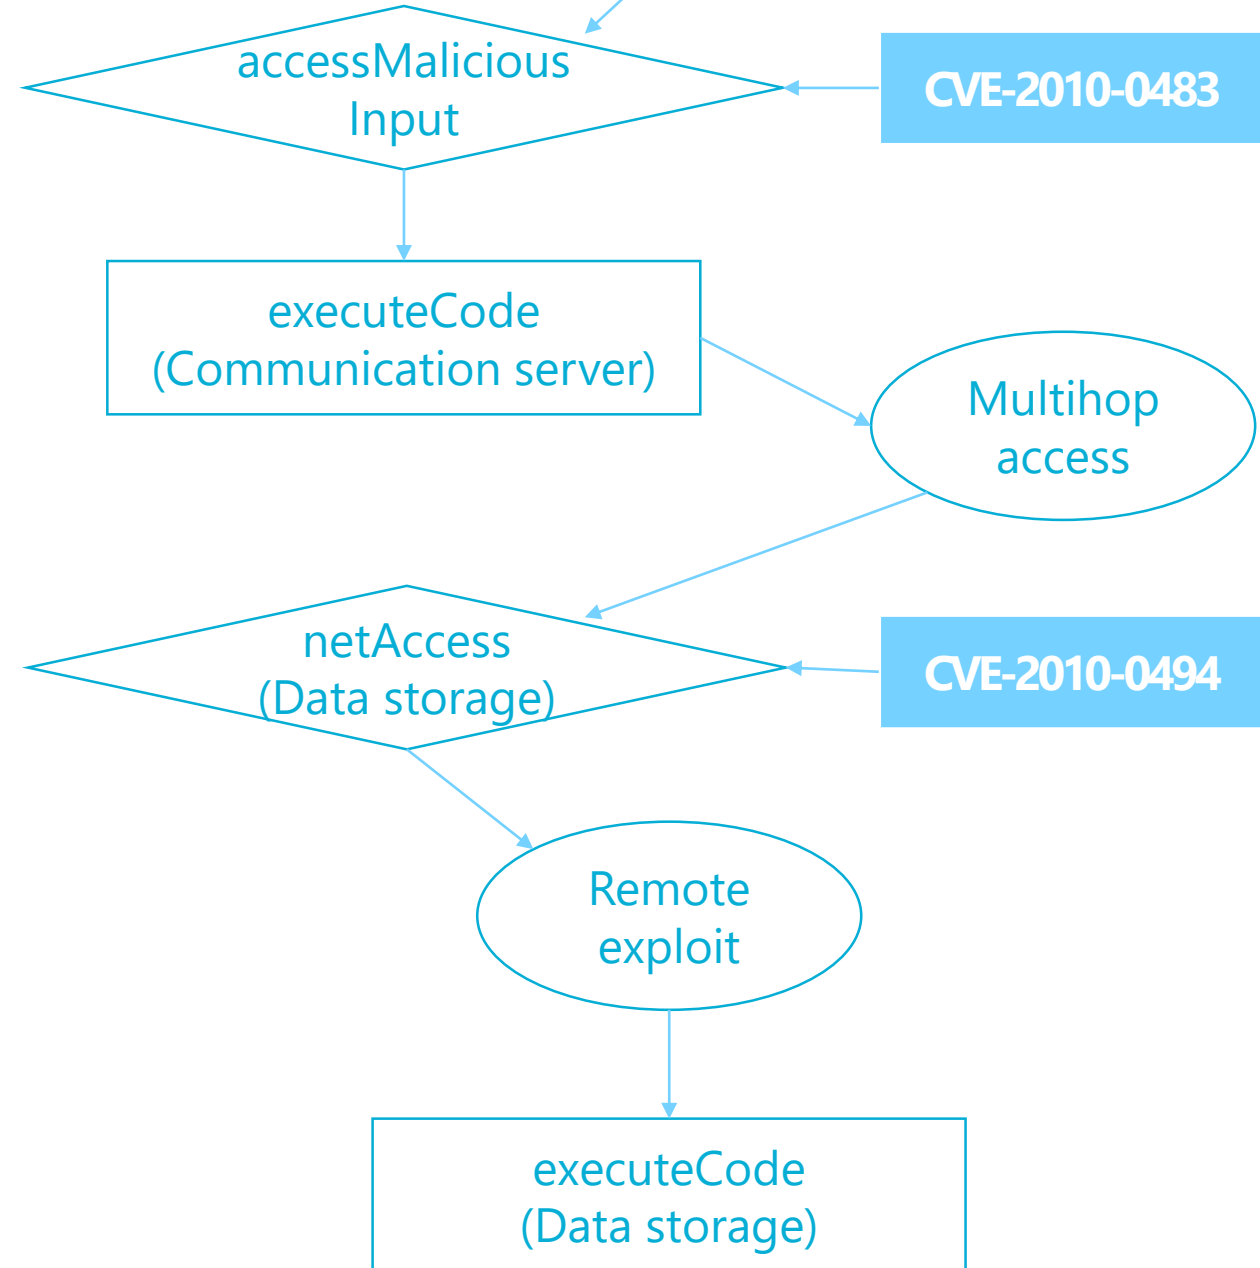 accessMalicious
Input
CVE-2010-0483
executeCode
(Communication server)
Multihop
access
netAccess
(Data storage)
CVE-2010-0494
Remote
exploit
executeCode
(Data storage)